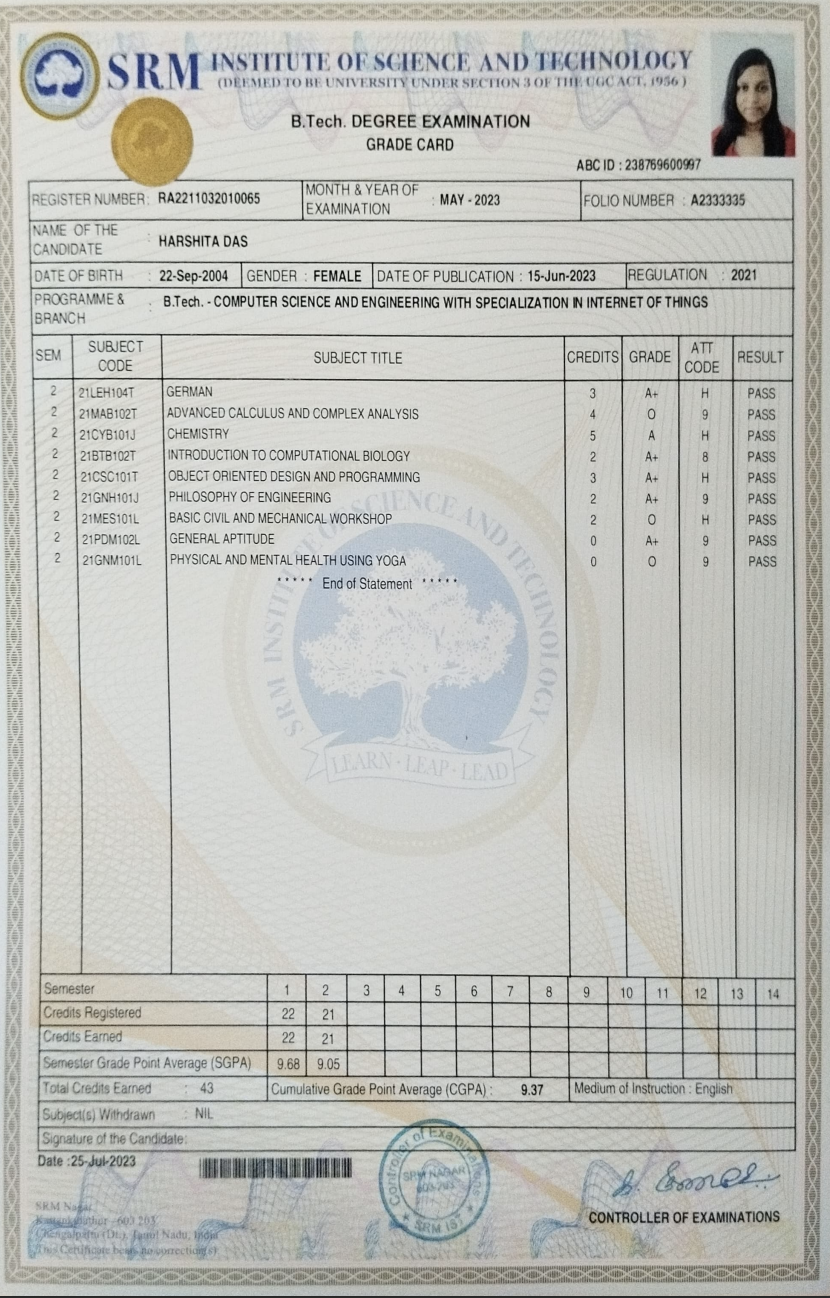 SRM INSTITUTE OF SCIENCE AND TECHNOLOGY
(DEEMED TO BE UNIVERSITY UNDER SECTION 3 OF THE UGC ACT, 1956)
B.Tech. DEGREE EXAMINATION
GRADE CARD
ABC ID : 238769600997
REGISTER NUMBER : RA2211032010065 MONTH & YEAR OF EXAMINATION : MAY - 2023 FOLIO NUMBER : A2333335
NAME OF THE CANDIDATE : HARSHITA DAS
DATE OF BIRTH : 22-Sep-2004 GENDER : FEMALE DATE OF PUBLICATION : 15-Jun-2023 REGULATION : 2021
PROGRAMME & BRANCH : B.Tech. - COMPUTER SCIENCE AND ENGINEERING WITH SPECIALIZATION IN INTERNET OF THINGS
SEM SUBJECT CODE SUBJECT TITLE CREDITS GRADE ATT CODE RESULT
2 21LEH104T GERMAN 3 A+ H PASS
2 21MAB102T ADVANCED CALCULUS AND COMPLEX ANALYSIS 4 O 9 PASS
2 21CYB101J CHEMISTRY 5 A H PASS
2 21BTB102T INTRODUCTION TO COMPUTATIONAL BIOLOGY 2 A+ 8 PASS
2 21CSC101T OBJECT ORIENTED DESIGN AND PROGRAMMING 3 A+ H PASS
2 21GNH101J PHILOSOPHY OF ENGINEERING 2 A+ 9 PASS
2 21MES101L BASIC CIVIL AND MECHANICAL WORKSHOP 2 O H PASS
2 21PDM102L GENERAL APTITUDE 0 A+ 9 PASS
2 21GNM101L PHYSICAL AND MENTAL HEALTH USING YOGA 0 O 9 PASS
***** End of Statement *****
SRM INSTITUTE OF SCIENCE AND TECHNOLOGY
LEARN · LEAP · LEAD
Semester 1 2 3 4 5 6 7 8 9 10 11 12 13 14
Credits Registered 22 21
Credits Earned 22 21
Semester Grade Point Average (SGPA) 9.68 9.05
Total Credits Earned : 43 Cumulative Grade Point Average (CGPA) : 9.37 Medium of Instruction : English
Subject(s) Withdrawn : NIL
Signature of the Candidate:
Date :25-Jul-2023
Controller of Examinations
SRM NAGAR
603 203
SRM IST
CONTROLLER OF EXAMINATIONS
SRM Nagar
Kattankulathur - 603 203
Chengalpattu (Dt.), Tamil Nadu, India
This Certificate bears no correction(s)